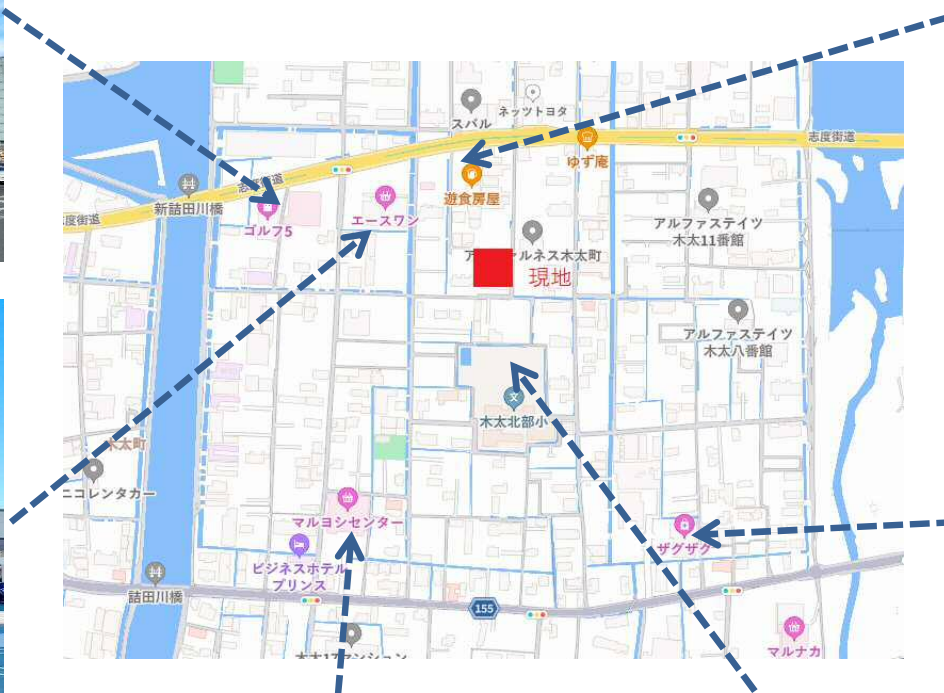 スバル
ネッツトヨタ
志度街道
ゆず庵
新詰田川橋
志度街道
度街道
ゴルフ5
エースワン
遊食房屋
アルファステイツ
木太11番館
ルネス木太町
現地
アルファステイツ
木太八番館
文
木太北部小
木太町
ニコレンタカー
マルヨシセンター
ザグザグ
ビジネスホテル
プリンス
詰田川橋
155
マルナカ